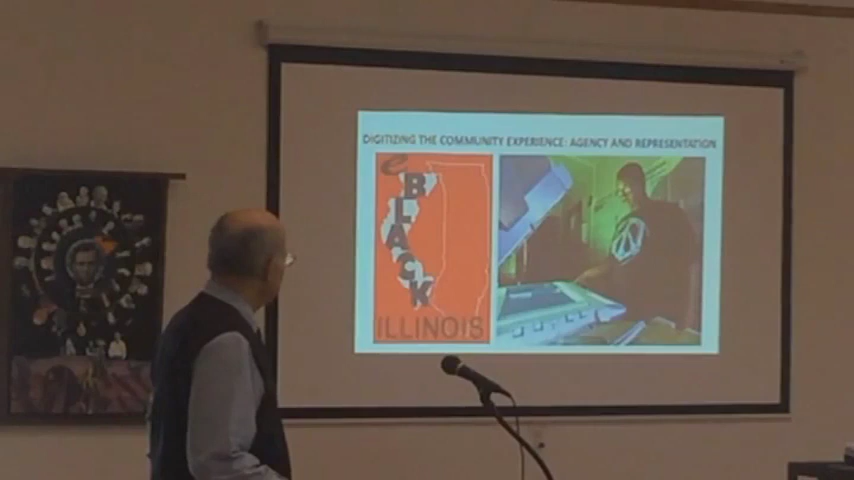 DIGITIZING THE COMMUNITY EXPERIENCE: AGENCY AND REPRESENTATION
e
BLACK
ILLINOIS